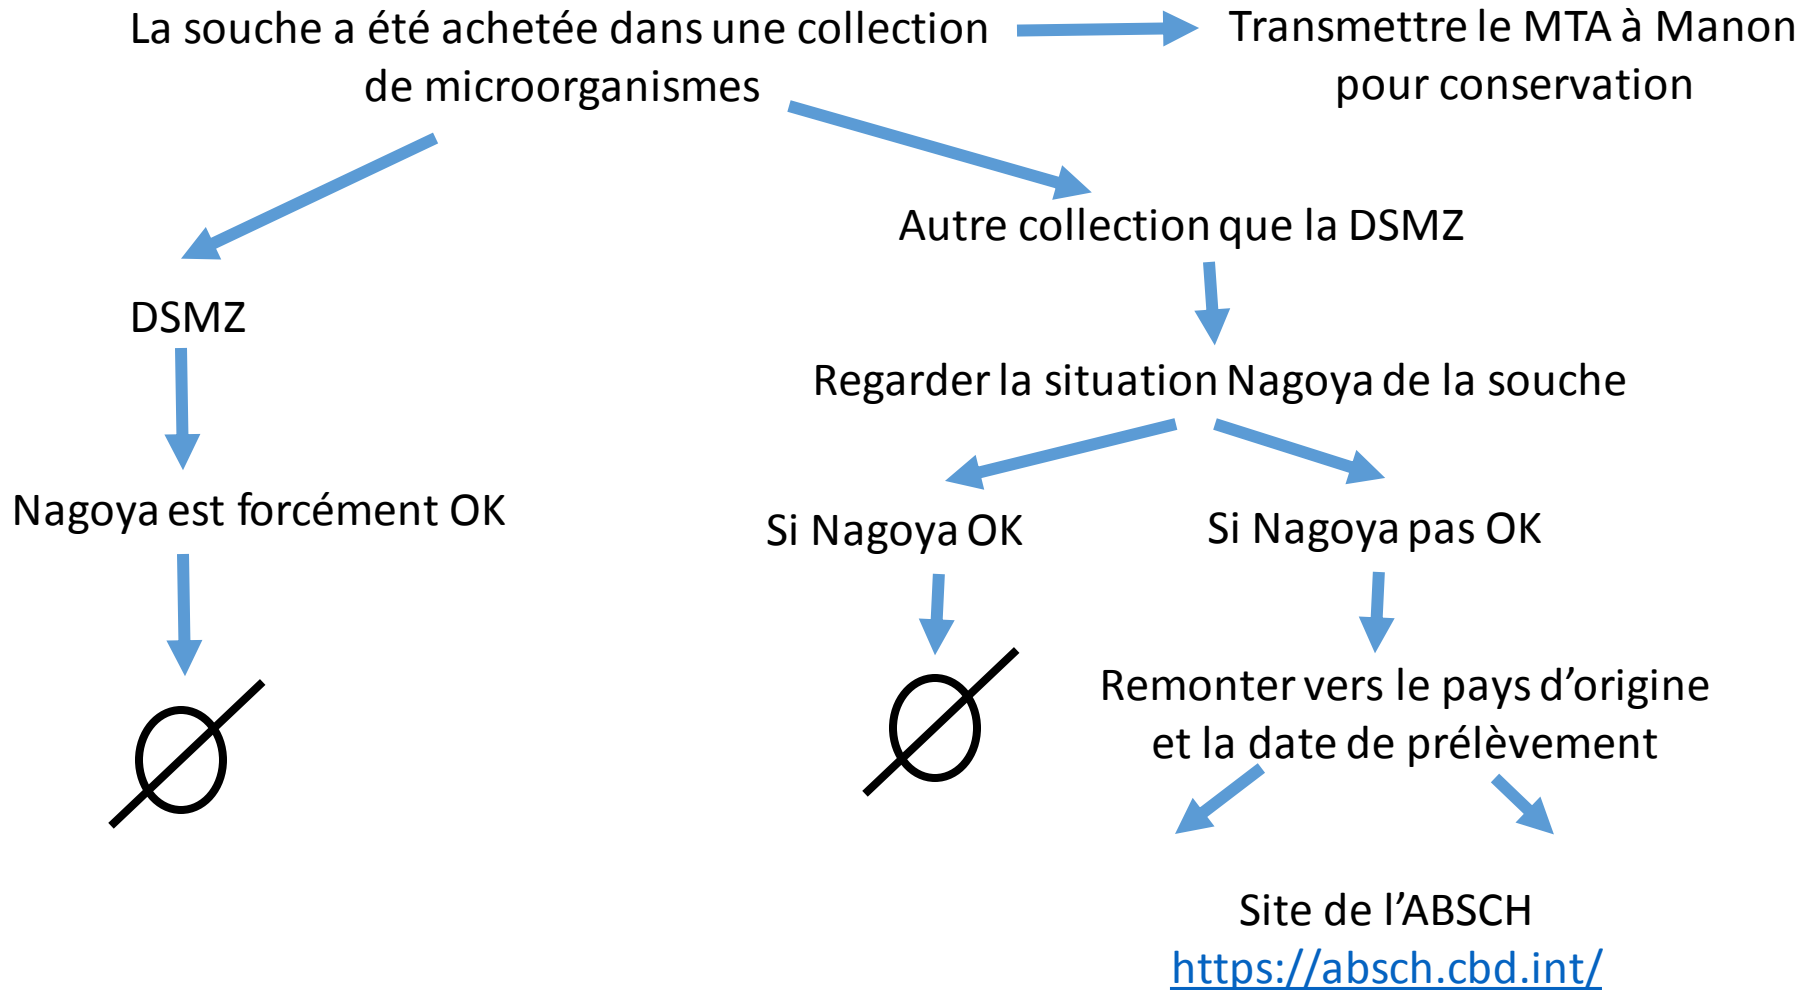 La souche a été achetée dans une collection
de microorganismes
Transmettre le MTA à Manon
pour conservation
Autre collection que la DSMZ
DSMZ
Regarder la situation Nagoya de la souche
Nagoya est forcément OK
Si Nagoya OK
Si Nagoya pas OK
Remonter vers le pays d’origine
et la date de prélèvement
Site de l’ABSCH
https://absch.cbd.int/